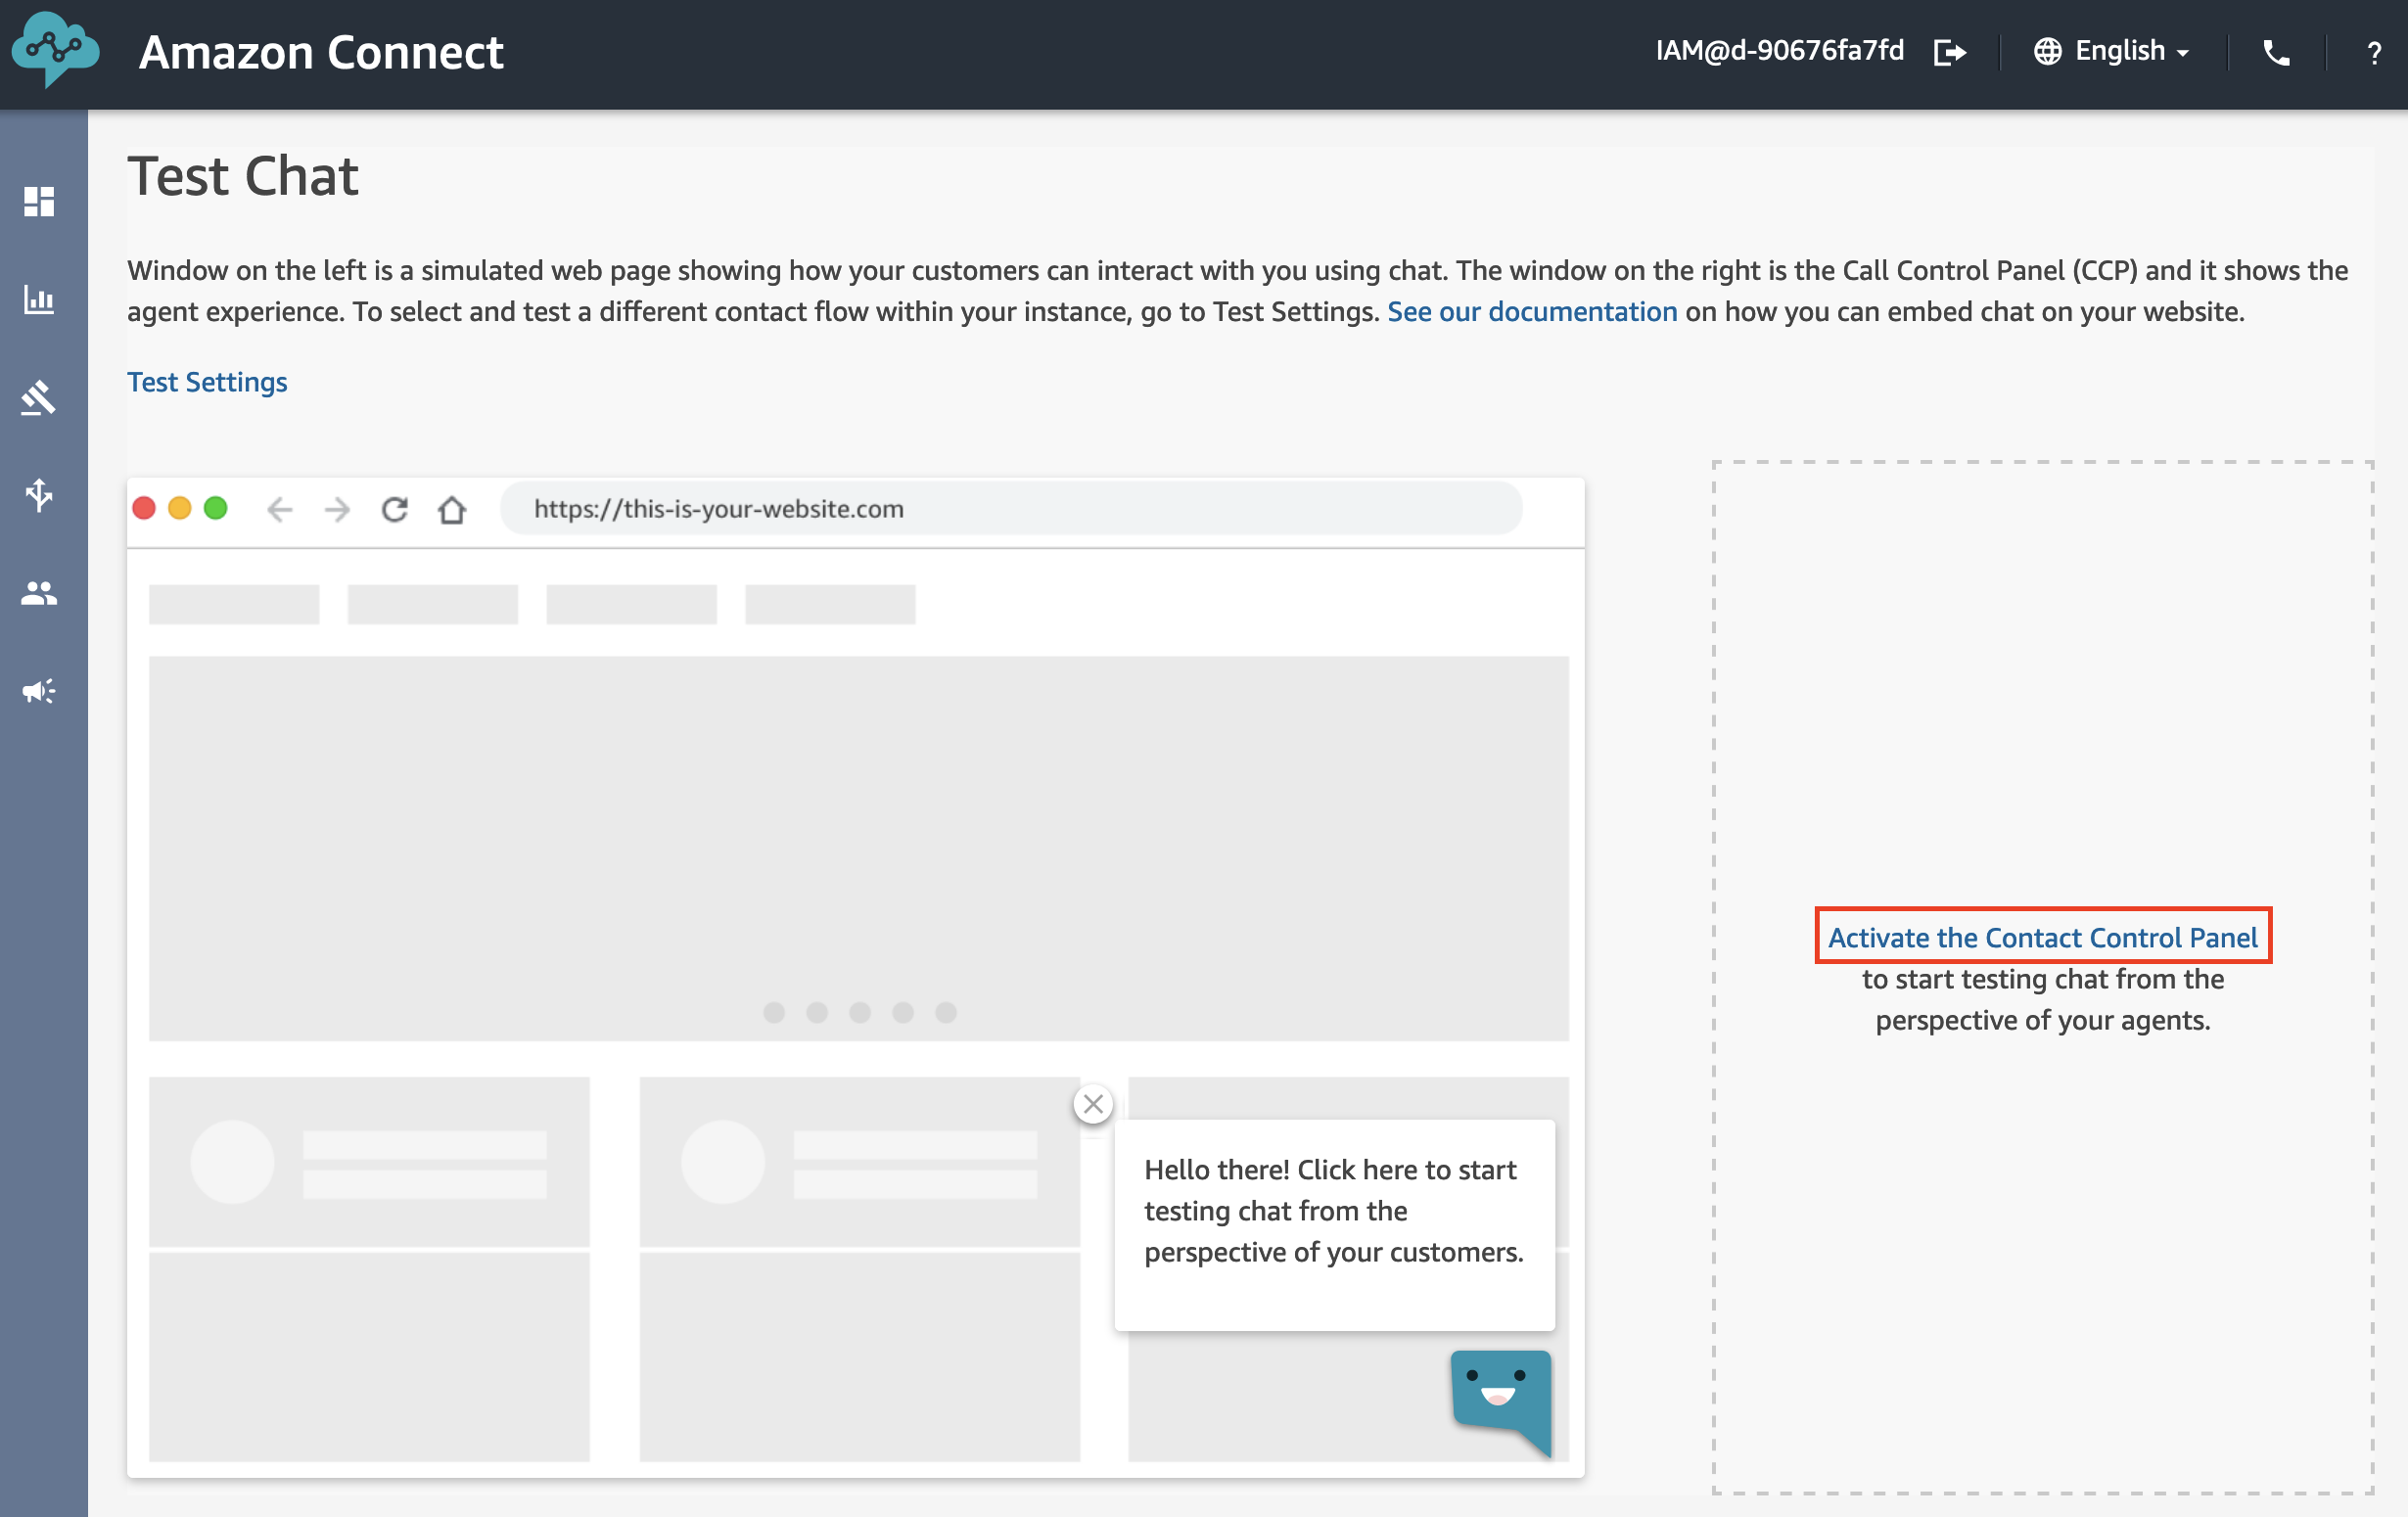 Amazon Connect
IAM@d-90676fa7fd
English
?
Test Chat
Window on the left is a simulated web page showing how your customers can interact with you using chat. The window on the right is the Call Control Panel (CCP) and it shows the
agent experience. To select and test a different contact flow within your instance, go to Test Settings. See our documentation on how you can embed chat on your website.
Test Settings
https://this-is-your-website.com
Hello there! Click here to start
testing chat from the
perspective of your customers.
Activate the Contact Control Panel
to start testing chat from the
perspective of your agents.